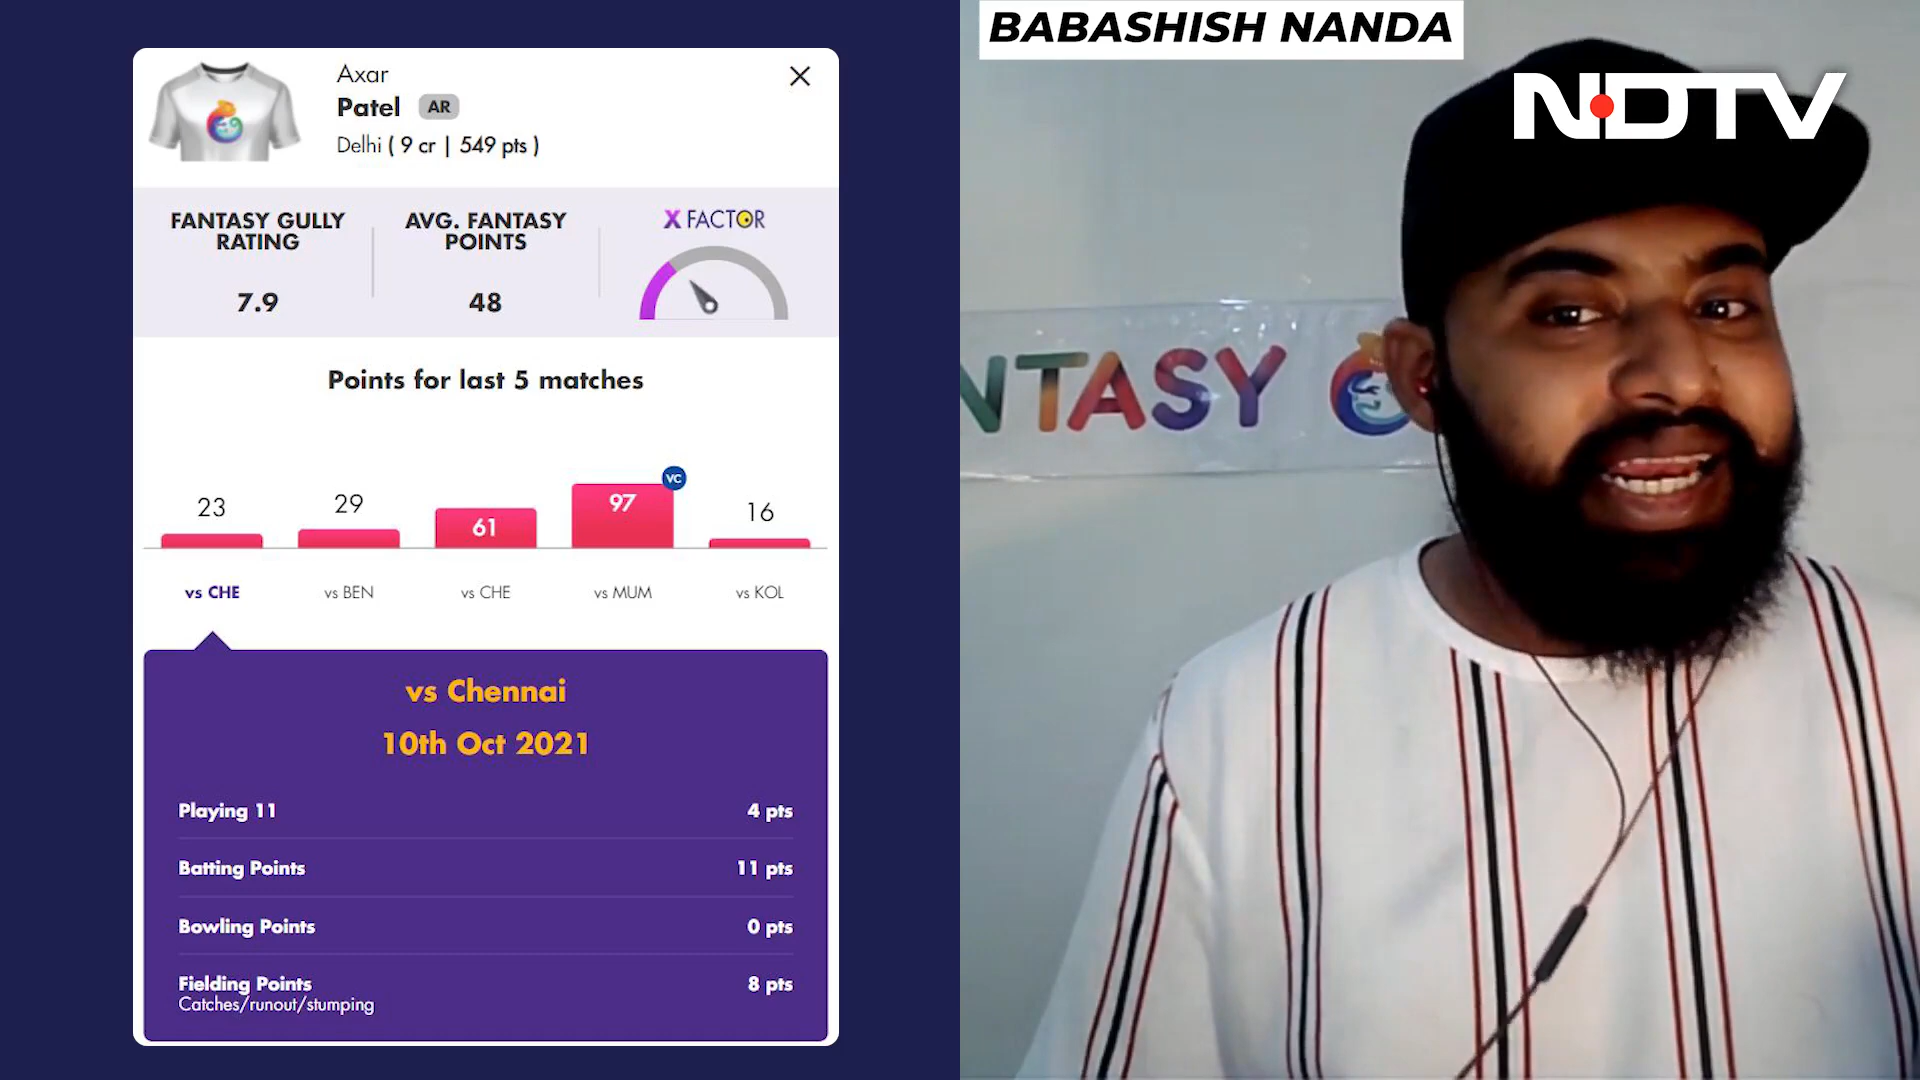 Axar
Patel AR
Delhi ( 9 cr | 549 pts )
FANTASY GULLY
RATING
7.9
AVG. FANTASY
POINTS
48
X FACTOR
Points for last 5 matches
VC
23
29
61
97
16
vs CHE
vs BEN
vs CHE
vs MUM
vs KOL
vs Chennai
10th Oct 2021
Playing 11 4 pts
Batting Points 11 pts
Bowling Points 0 pts
Fielding Points 8 pts
Catches/runout/stumping
BABASHISH NANDA
NDTV
NTASY